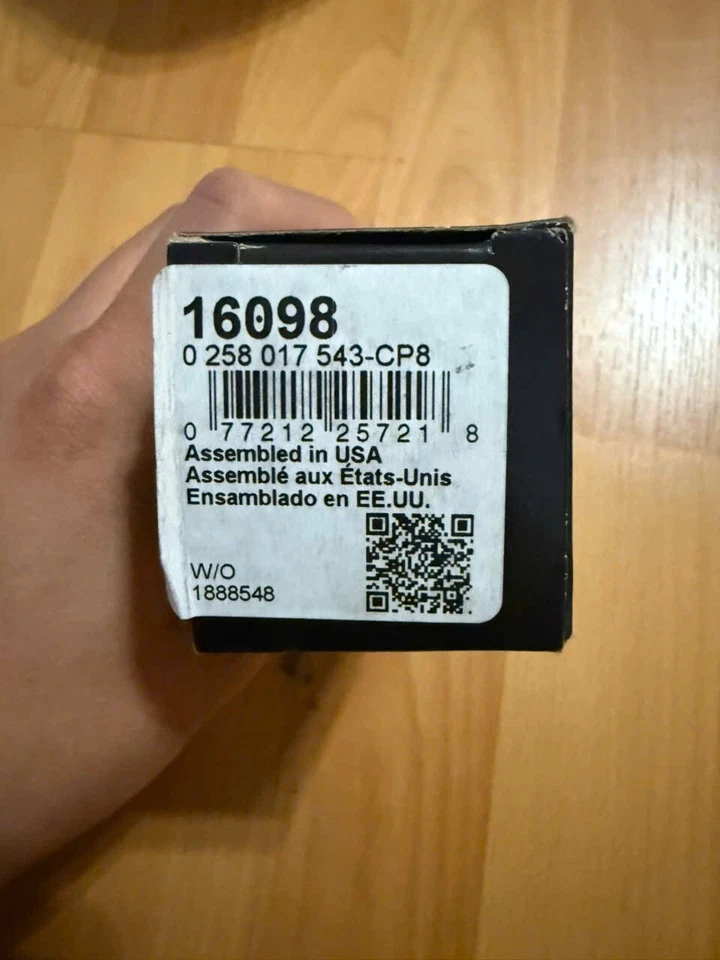 16098
0 258 017 543-CP8
0 77212 25721 8
Assembled in USA
Assemblé aux États-Unis
Ensamblado en EE.UU.
W/O
1888548